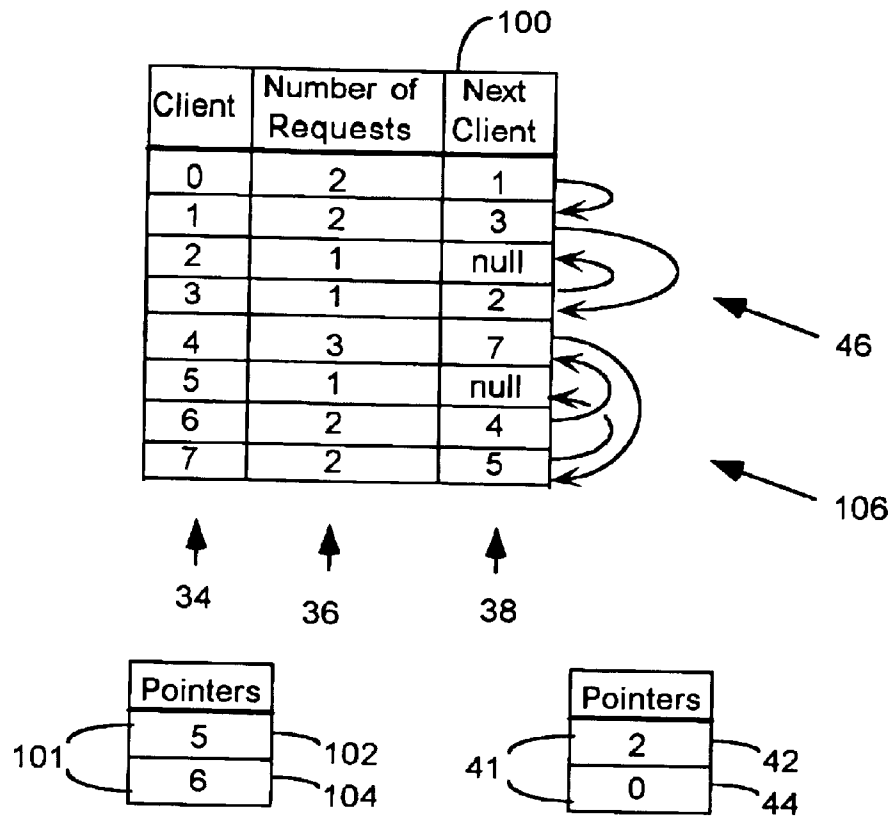 100
Client Number of Requests Next Client
0 2 1
1 2 3
2 1 null
3 1 2
4 3 7
5 1 null
6 2 4
7 2 5
46
106
34 36 38
Pointers
101 5 102
6 104
Pointers
41 2 42
0 44